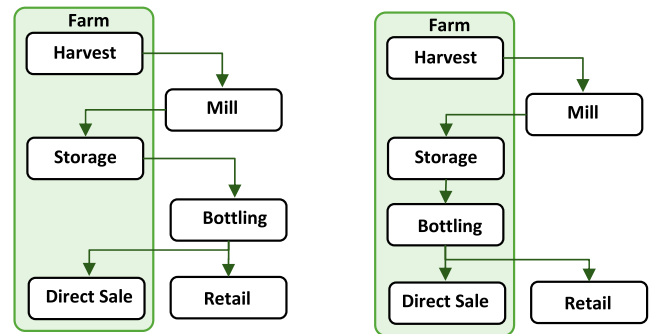 Farm
Harvest
Mill
Storage
Bottling
Direct Sale
Retail
Farm
Harvest
Mill
Storage
Bottling
Direct Sale
Retail